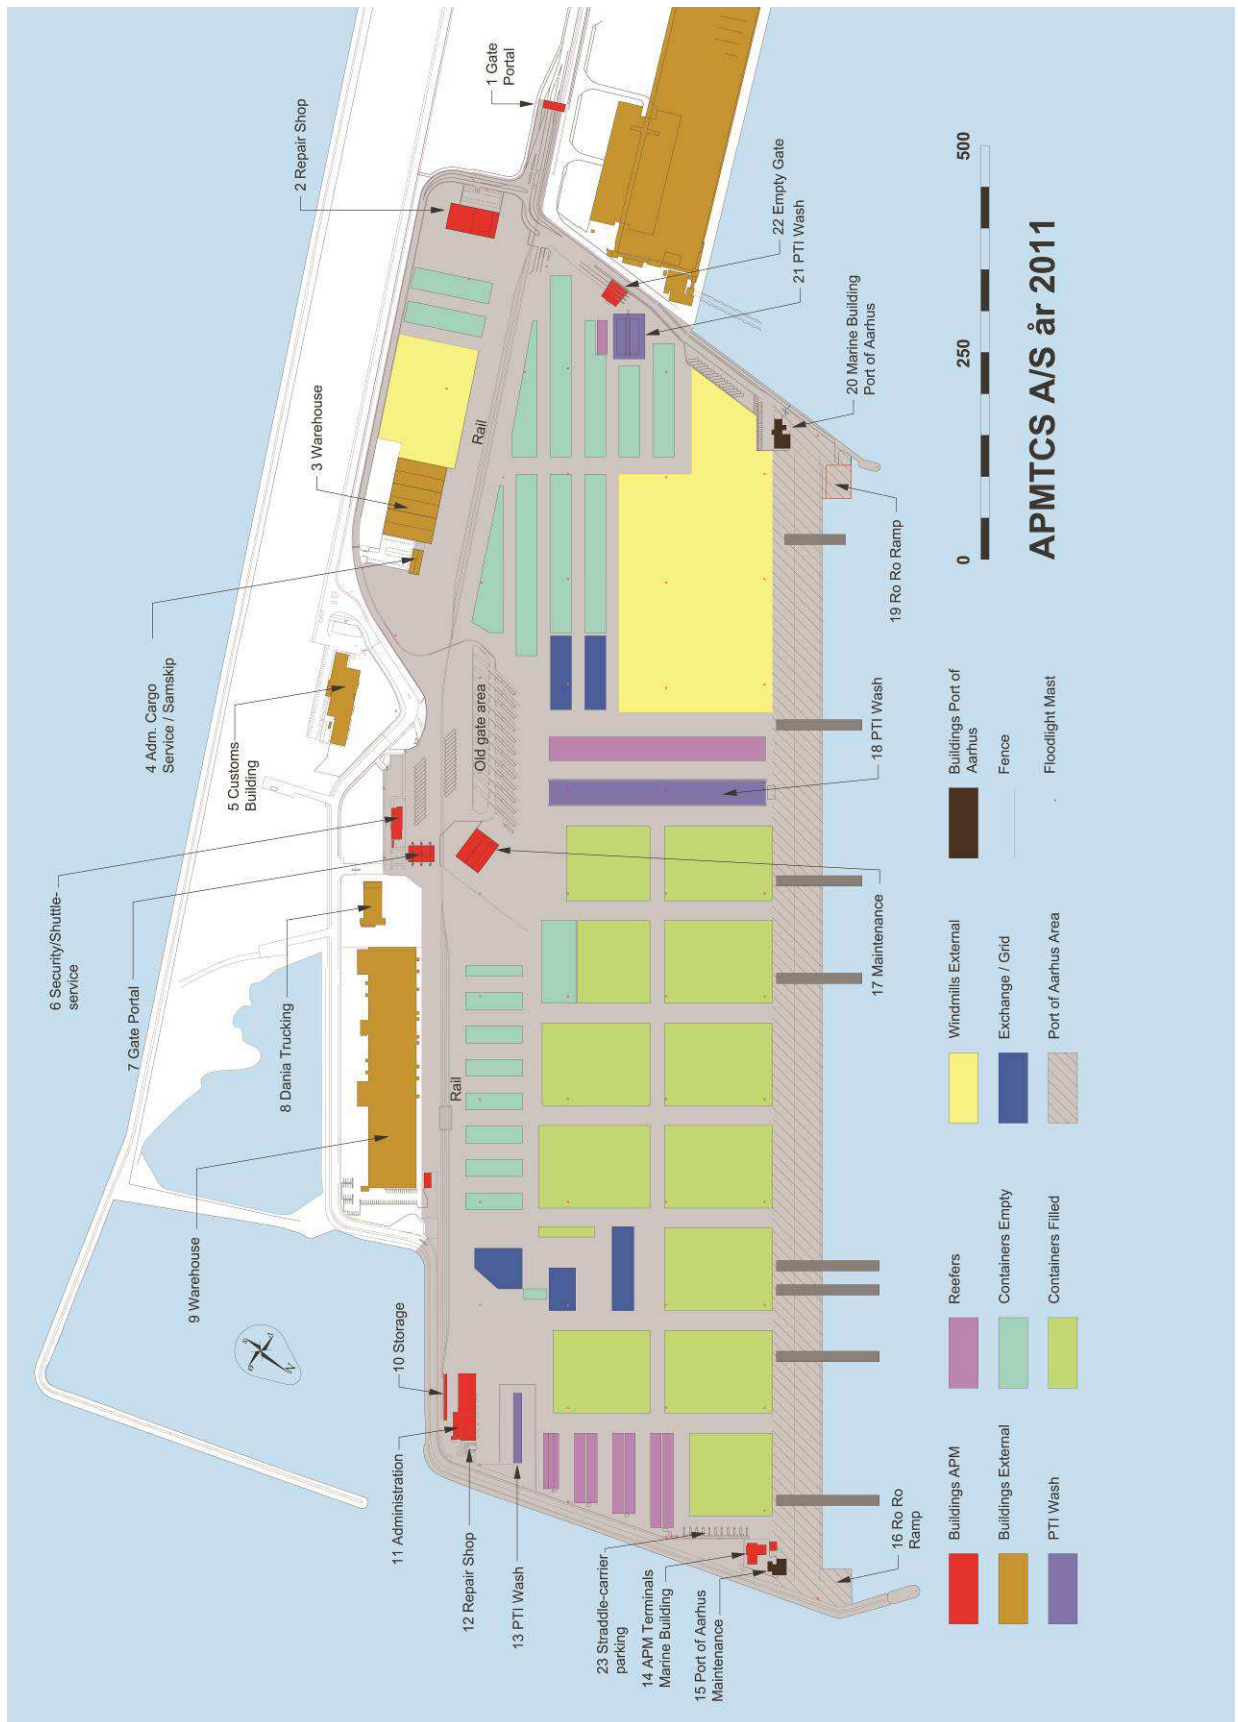 1 Gate
Portal
2 Repair Shop
3 Warehouse
4 Adm. Cargo
Service / Samskip
5 Customs
Building
6 Security/Shuttle-
service
7 Gate Portal
8 Dania Trucking
9 Warehouse
10 Storage
11 Administration
12 Repair Shop
13 PTI Wash
23 Straddle-carrier
parking
14 APM Terminals
Marine Building
15 Port of Aarhus
Maintenance
16 Ro Ro
Ramp
17 Maintenance
18 PTI Wash
19 Ro Ro Ramp
20 Marine Building
Port of Aarhus
21 PTI Wash
22 Empty Gate
Rail
Rail
Old gate area
N
Buildings APM
Buildings External
PTI Wash
Reefers
Containers Empty
Containers Filled
Windmills External
Exchange / Grid
Port of Aarhus Area
Buildings Port of
Aarhus
Fence
Floodlight Mast
0
250
500
APMTCS A/S år 2011